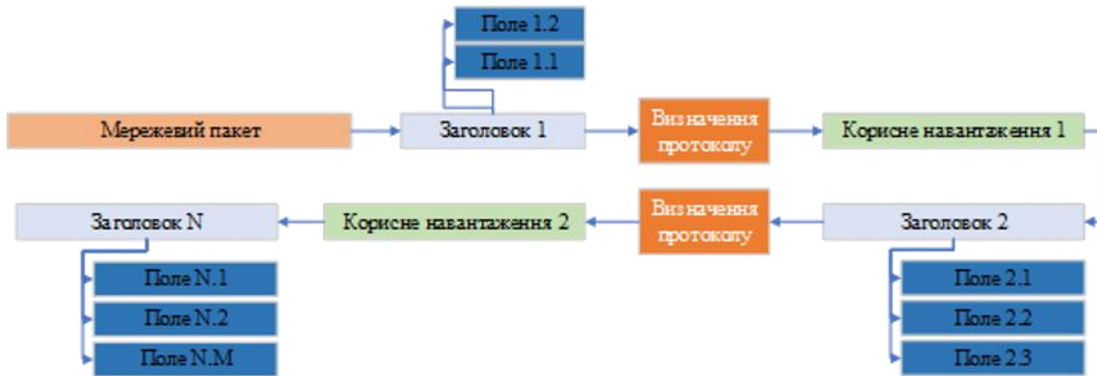 Поле 1.2
Поле 1.1
Мережевий пакет
Заголовок 1
Визначення
протоколу
Корисне навантаження 1
Заголовок N
Корисне навантаження 2
Визначення
протоколу
Заголовок 2
Поле N.1
Поле N.2
Поле N.M
Поле 2.1
Поле 2.2
Поле 2.3